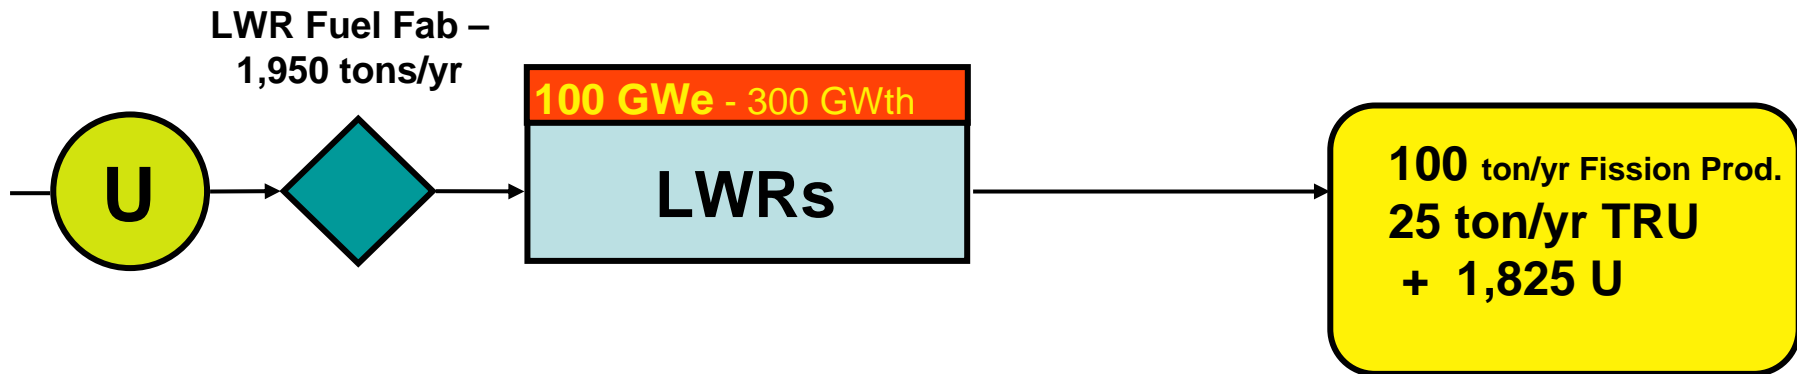 LWR Fuel Fab –
1,950 tons/yr
U
100 GWe - 300 GWth
LWRs
100 ton/yr Fission Prod.
25 ton/yr TRU
+ 1,825 U